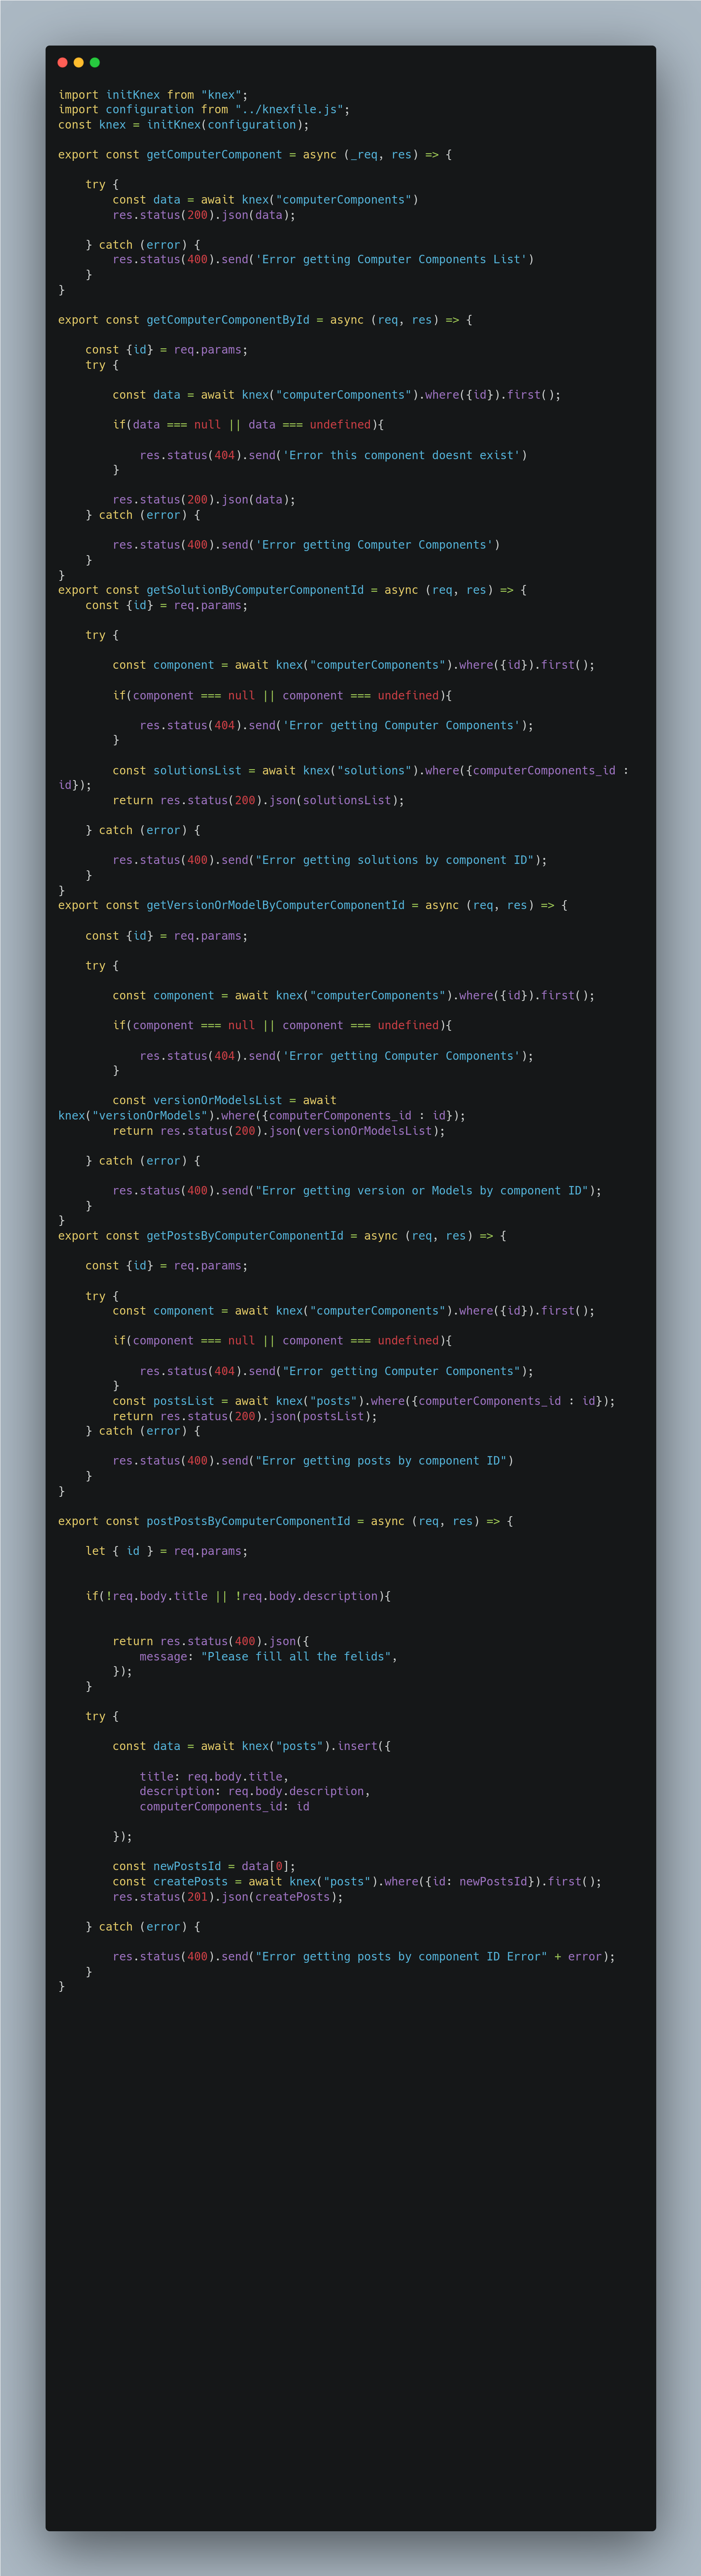 import initKnex from "knex";
import configuration from "../knexfile.js";
const knex = initKnex(configuration);

export const getComputerComponent = async (_req, res) => {

    try {
        const data = await knex("computerComponents")
        res.status(200).json(data);

    } catch (error) {
        res.status(400).send('Error getting Computer Components List')
    }
}

export const getComputerComponentById = async (req, res) => {

    const {id} = req.params;
    try {

        const data = await knex("computerComponents").where({id}).first();

        if(data === null || data === undefined){

            res.status(404).send('Error this component doesnt exist')
        }

        res.status(200).json(data);
    } catch (error) {

        res.status(400).send('Error getting Computer Components')
    }
}
export const getSolutionByComputerComponentId = async (req, res) => {
    const {id} = req.params;

    try {

        const component = await knex("computerComponents").where({id}).first();

        if(component === null || component === undefined){

            res.status(404).send('Error getting Computer Components');
        }

        const solutionsList = await knex("solutions").where({computerComponents_id :
id});
        return res.status(200).json(solutionsList);

    } catch (error) {

        res.status(400).send("Error getting solutions by component ID");
    }
}
export const getVersionOrModelByComputerComponentId = async (req, res) => {

    const {id} = req.params;

    try {

        const component = await knex("computerComponents").where({id}).first();

        if(component === null || component === undefined){

            res.status(404).send('Error getting Computer Components');
        }

        const versionOrModelsList = await
knex("versionOrModels").where({computerComponents_id : id});
        return res.status(200).json(versionOrModelsList);

    } catch (error) {

        res.status(400).send("Error getting version or Models by component ID");
    }
}
export const getPostsByComputerComponentId = async (req, res) => {

    const {id} = req.params;

    try {
        const component = await knex("computerComponents").where({id}).first();

        if(component === null || component === undefined){

            res.status(404).send("Error getting Computer Components");
        }
        const postsList = await knex("posts").where({computerComponents_id : id});
        return res.status(200).json(postsList);
    } catch (error) {

        res.status(400).send("Error getting posts by component ID")
    }
}

export const postPostsByComputerComponentId = async (req, res) => {

    let { id } = req.params;


    if(!req.body.title || !req.body.description){


        return res.status(400).json({
            message: "Please fill all the felids",
        });
    }

    try {

        const data = await knex("posts").insert({

            title: req.body.title,
            description: req.body.description,
            computerComponents_id: id

        });

        const newPostsId = data[0];
        const createPosts = await knex("posts").where({id: newPostsId}).first();
        res.status(201).json(createPosts);

    } catch (error) {

        res.status(400).send("Error getting posts by component ID Error" + error);
    }
}